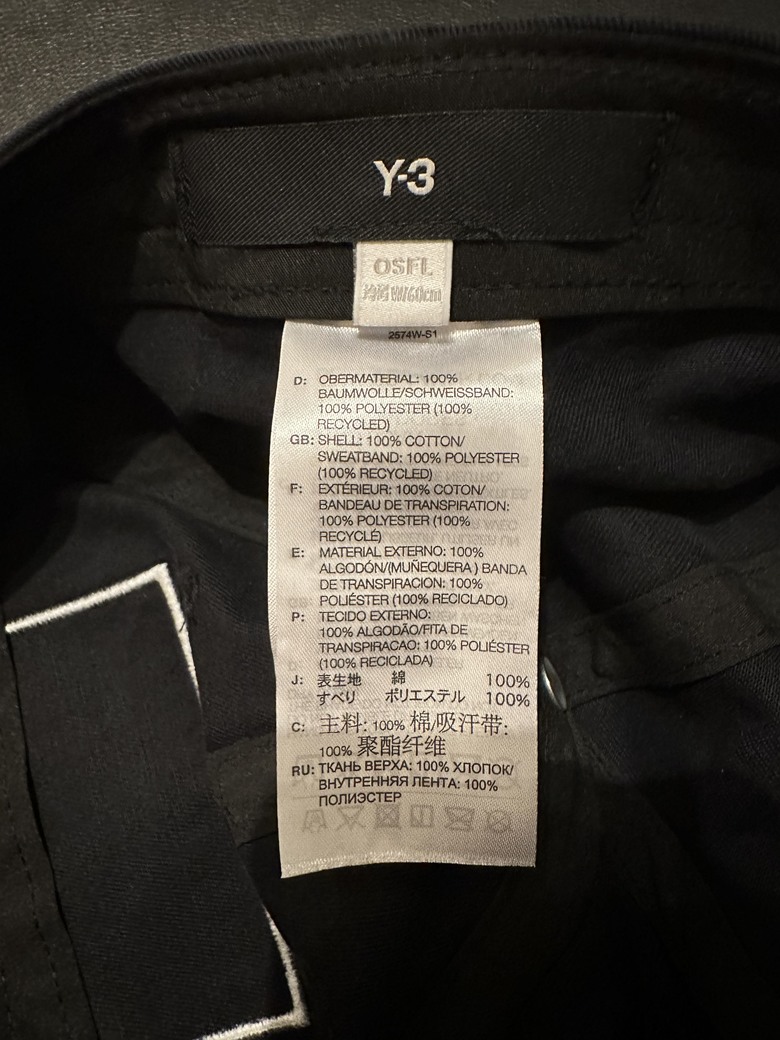 Y-3
OSFL
W/60cm
2574W-S1
D: OBERMATERIAL: 100%
BAUMWOLLE/SCHWEISSBAND:
100% POLYESTER (100%
RECYCLED)
GB: SHELL: 100% COTTON/
SWEATBAND: 100% POLYESTER
(100% RECYCLED)
F: EXTÉRIEUR: 100% COTON/
BANDEAU DE TRANSPIRATION:
100% POLYESTER (100%
RECYCLÉ)
E: MATERIAL EXTERNO: 100%
ALGODÓN/(MUÑEQUERA) BANDA
DE TRANSPIRACION: 100%
POLIÉSTER (100% RECICLADO)
P: TECIDO EXTERNO:
100% ALGODÃO/FITA DE
TRANSPIRACAO: 100% POLIÉSTER
(100% RECICLADA)
J: 表生地 綿 100%
すべり ポリエステル 100%
C: 主料: 100% 棉/吸汗带:
100% 聚酯纤维
RU: ТКАНЬ ВЕРХА: 100% ХЛОПОК/
ВНУТРЕННЯЯ ЛЕНТА: 100%
ПОЛИЭСТЕР